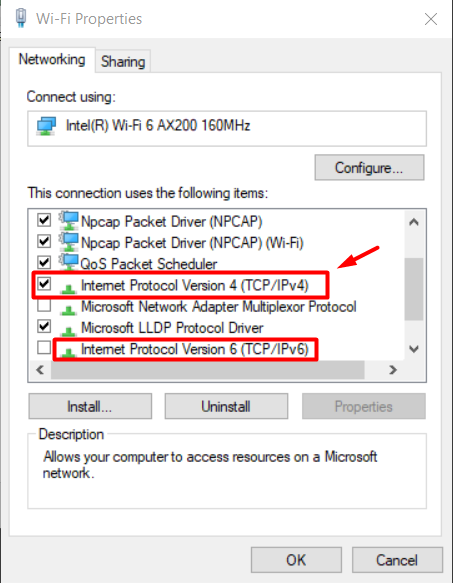 Wi-Fi Properties
Networking
Sharing
Connect using:
Intel(R) Wi-Fi 6 AX200 160MHz
Configure...
This connection uses the following items:
Npcap Packet Driver (NPCAP)
Npcap Packet Driver (NPCAP) (Wi-Fi)
QoS Packet Scheduler
Internet Protocol Version 4 (TCP/IPv4)
Microsoft Network Adapter Multiplexor Protocol
Microsoft LLDP Protocol Driver
Internet Protocol Version 6 (TCP/IPv6)
Install...
Uninstall
Properties
Description
Allows your computer to access resources on a Microsoft
network.
OK
Cancel